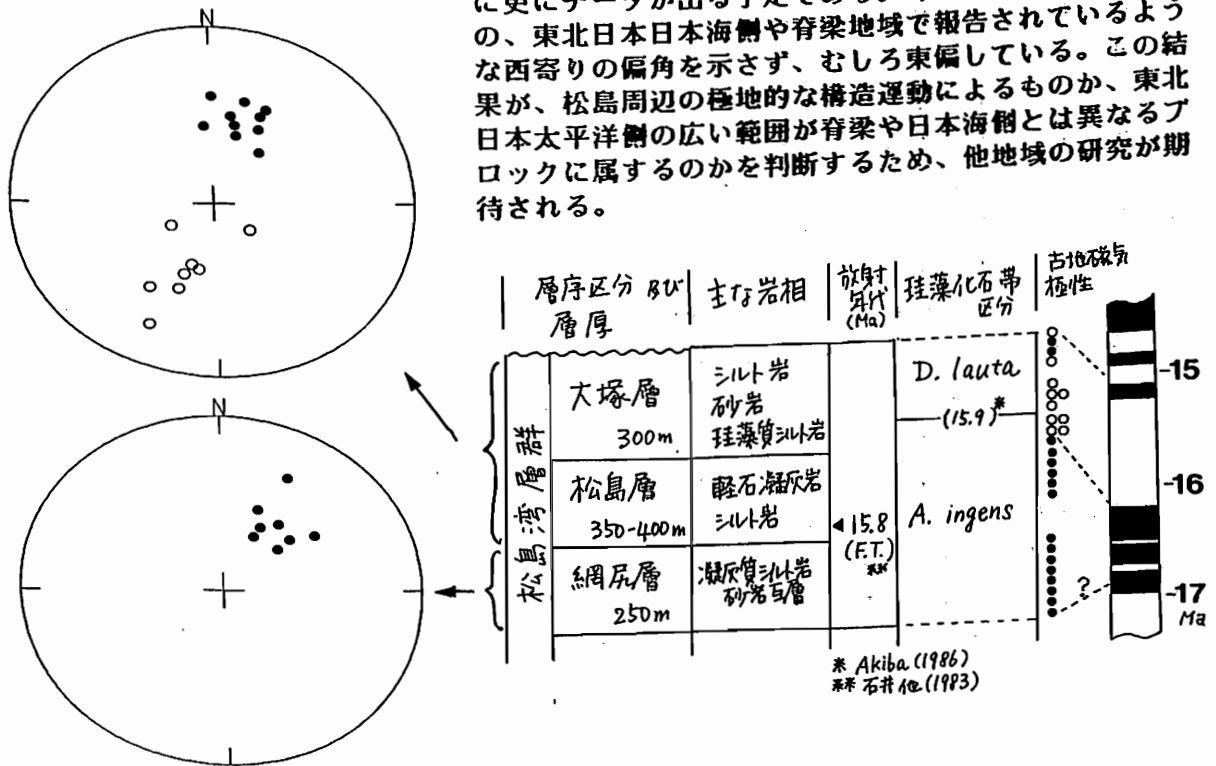 の、東北日本日本海側や脊梁地域で報告されているよう
な西寄りの偏角を示さず、むしろ東偏している。この結
果が、松島周辺の極地的な構造運動によるものか、東北
日本太平洋側の広い範囲が脊梁や日本海側とは異なるブ
ロックに属するのかを判断するため、他地域の研究が期
待される。
N
N
層序区分 及び
層厚
主な岩相
放射
年代
(Ma)
珪藻化石帯
区分
古地磁気
極性
松島湾層群
大塚層
300m
シルト岩
砂岩
珪藻質シルト岩
D. lauta
(15.9)*
松島層
350-400m
軽石凝灰岩
シルト岩
15.8
(F.T.)
**
A. ingens
網尻層
250m
凝灰質シルト岩
砂岩互層
?
-15
-16
-17
Ma
* Akiba (1986)
** 石井他(1983)